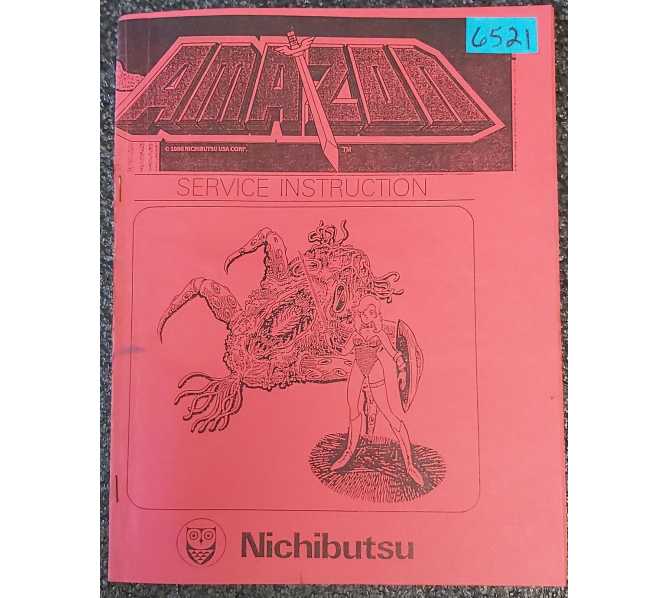 6521
AMAZON
© 1986 NICHIBUTSU USA CORP.
TM
SERVICE INSTRUCTION
Nichibutsu